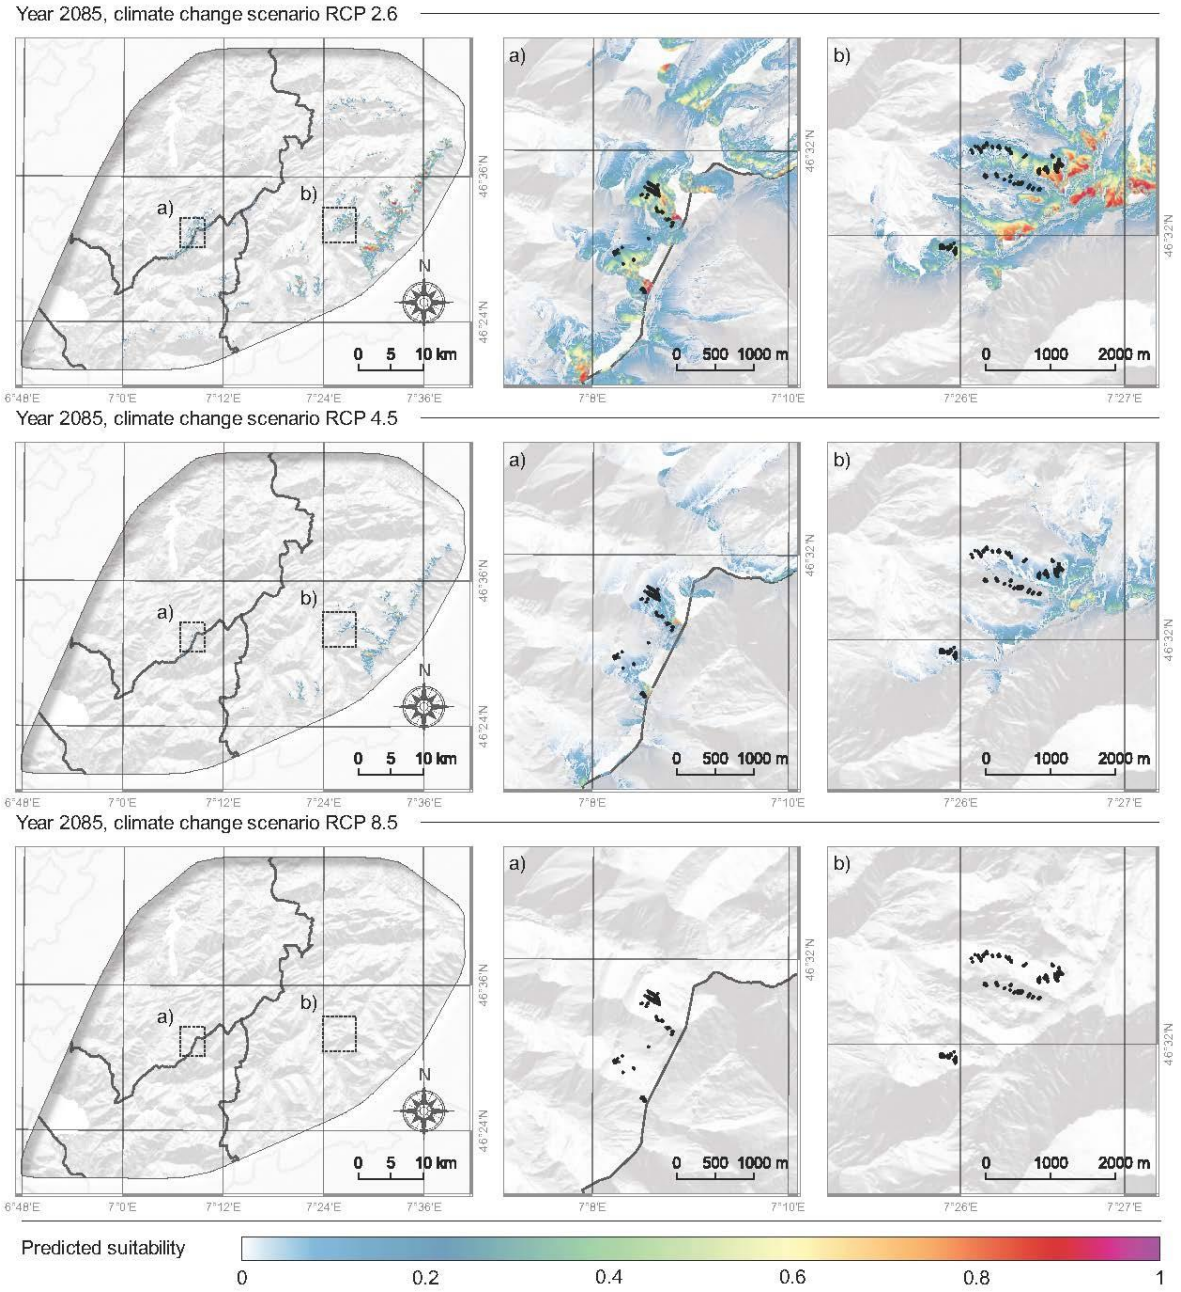 Year 2085, climate change scenario RCP 2.6
a)
b)
46°36'N
a)
b)
46°32'N
46°32'N
N
46°24'N
0 5 10 km
0 500 1000 m
0 1000 2000 m
6°48'E 7°0'E 7°12'E 7°24'E 7°36'E 7°8'E 7°10'E 7°26'E 7°27'E
Year 2085, climate change scenario RCP 4.5
a)
b)
46°36'N
a)
b)
46°32'N
46°32'N
N
46°24'N
0 5 10 km
0 500 1000 m
0 1000 2000 m
6°48'E 7°0'E 7°12'E 7°24'E 7°36'E 7°8'E 7°10'E 7°26'E 7°27'E
Year 2085, climate change scenario RCP 8.5
a)
b)
46°36'N
a)
b)
46°32'N
46°32'N
N
46°24'N
0 5 10 km
0 500 1000 m
0 1000 2000 m
6°48'E 7°0'E 7°12'E 7°24'E 7°36'E 7°8'E 7°10'E 7°26'E 7°27'E
Predicted suitability
0 0.2 0.4 0.6 0.8 1